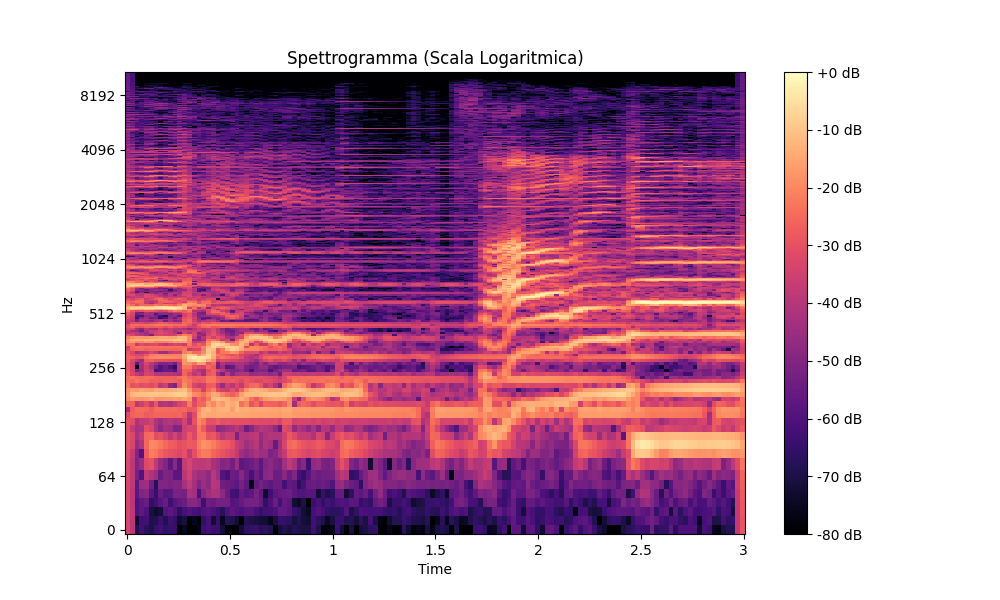 Spettrogramma (Scala Logaritmica)
Hz
8192
4096
2048
1024
512
256
128
64
0
0 0.5 1 1.5 2 2.5 3
Time
+0 dB
-10 dB
-20 dB
-30 dB
-40 dB
-50 dB
-60 dB
-70 dB
-80 dB